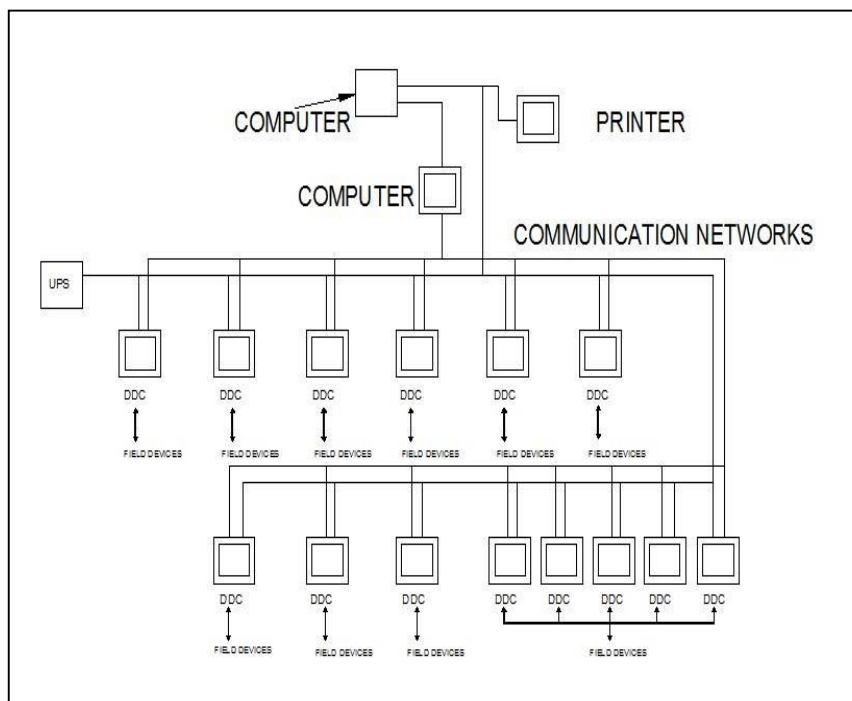 COMPUTER
PRINTER
COMPUTER
COMMUNICATION NETWORKS
UPS
DDC DDC DDC DDC DDC DDC
FIELD DEVICES FIELD DEVICES FIELD DEVICES FIELD DEVICES FIELD DEVICES FIELD DEVICES
DDC DDC DDC DDC DDC DDC DDC DDC
FIELD DEVICES FIELD DEVICES FIELD DEVICES FIELD DEVICES